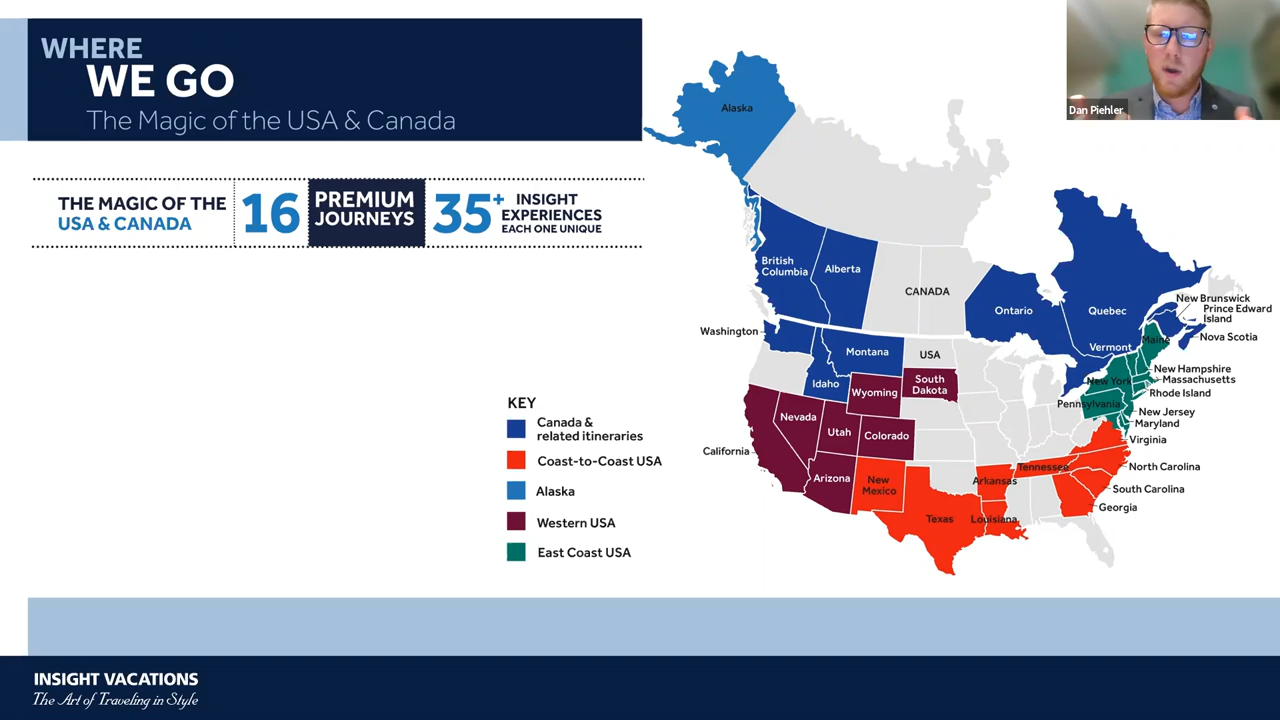 WHERE
WE GO
The Magic of the USA & Canada
Dan Piehler
THE MAGIC OF THE
USA & CANADA
16
PREMIUM
JOURNEYS
35+
INSIGHT
EXPERIENCES
EACH ONE UNIQUE
Alaska
British
Columbia
Alberta
CANADA
Ontario
Quebec
New Brunswick
Prince Edward
Island
Nova Scotia
Washington
Montana
USA
Vermont
Maine
Idaho
Wyoming
South
Dakota
New York
New Hampshire
Massachusetts
Rhode Island
Pennsylvania
New Jersey
Maryland
Virginia
Nevada
Utah
Colorado
California
Arizona
New
Mexico
Texas
Arkansas
Louisiana
Tennessee
North Carolina
South Carolina
Georgia
KEY
Canada &
related itineraries
Coast-to-Coast USA
Alaska
Western USA
East Coast USA
INSIGHT VACATIONS
The Art of Traveling in Style